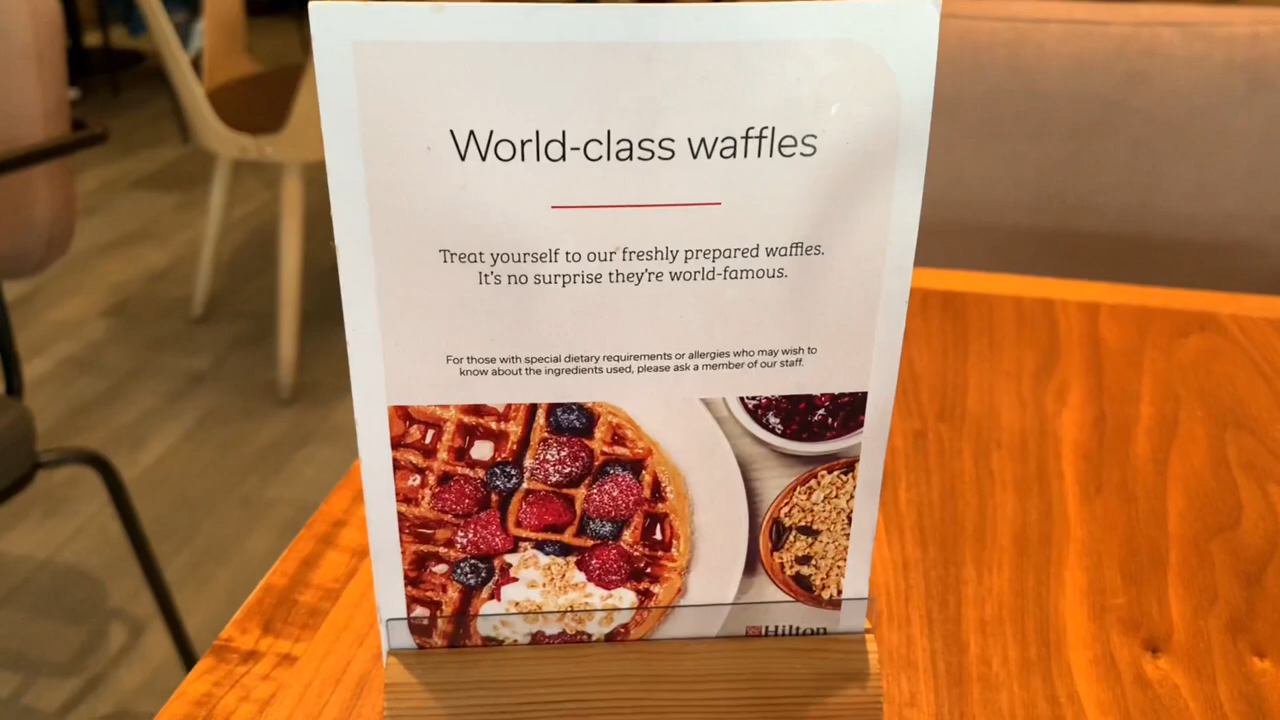 World-class waffles
Treat yourself to our freshly prepared waffles.
It's no surprise they're world-famous.
For those with special dietary requirements or allergies who may wish to
know about the ingredients used, please ask a member of our staff.
Hilton